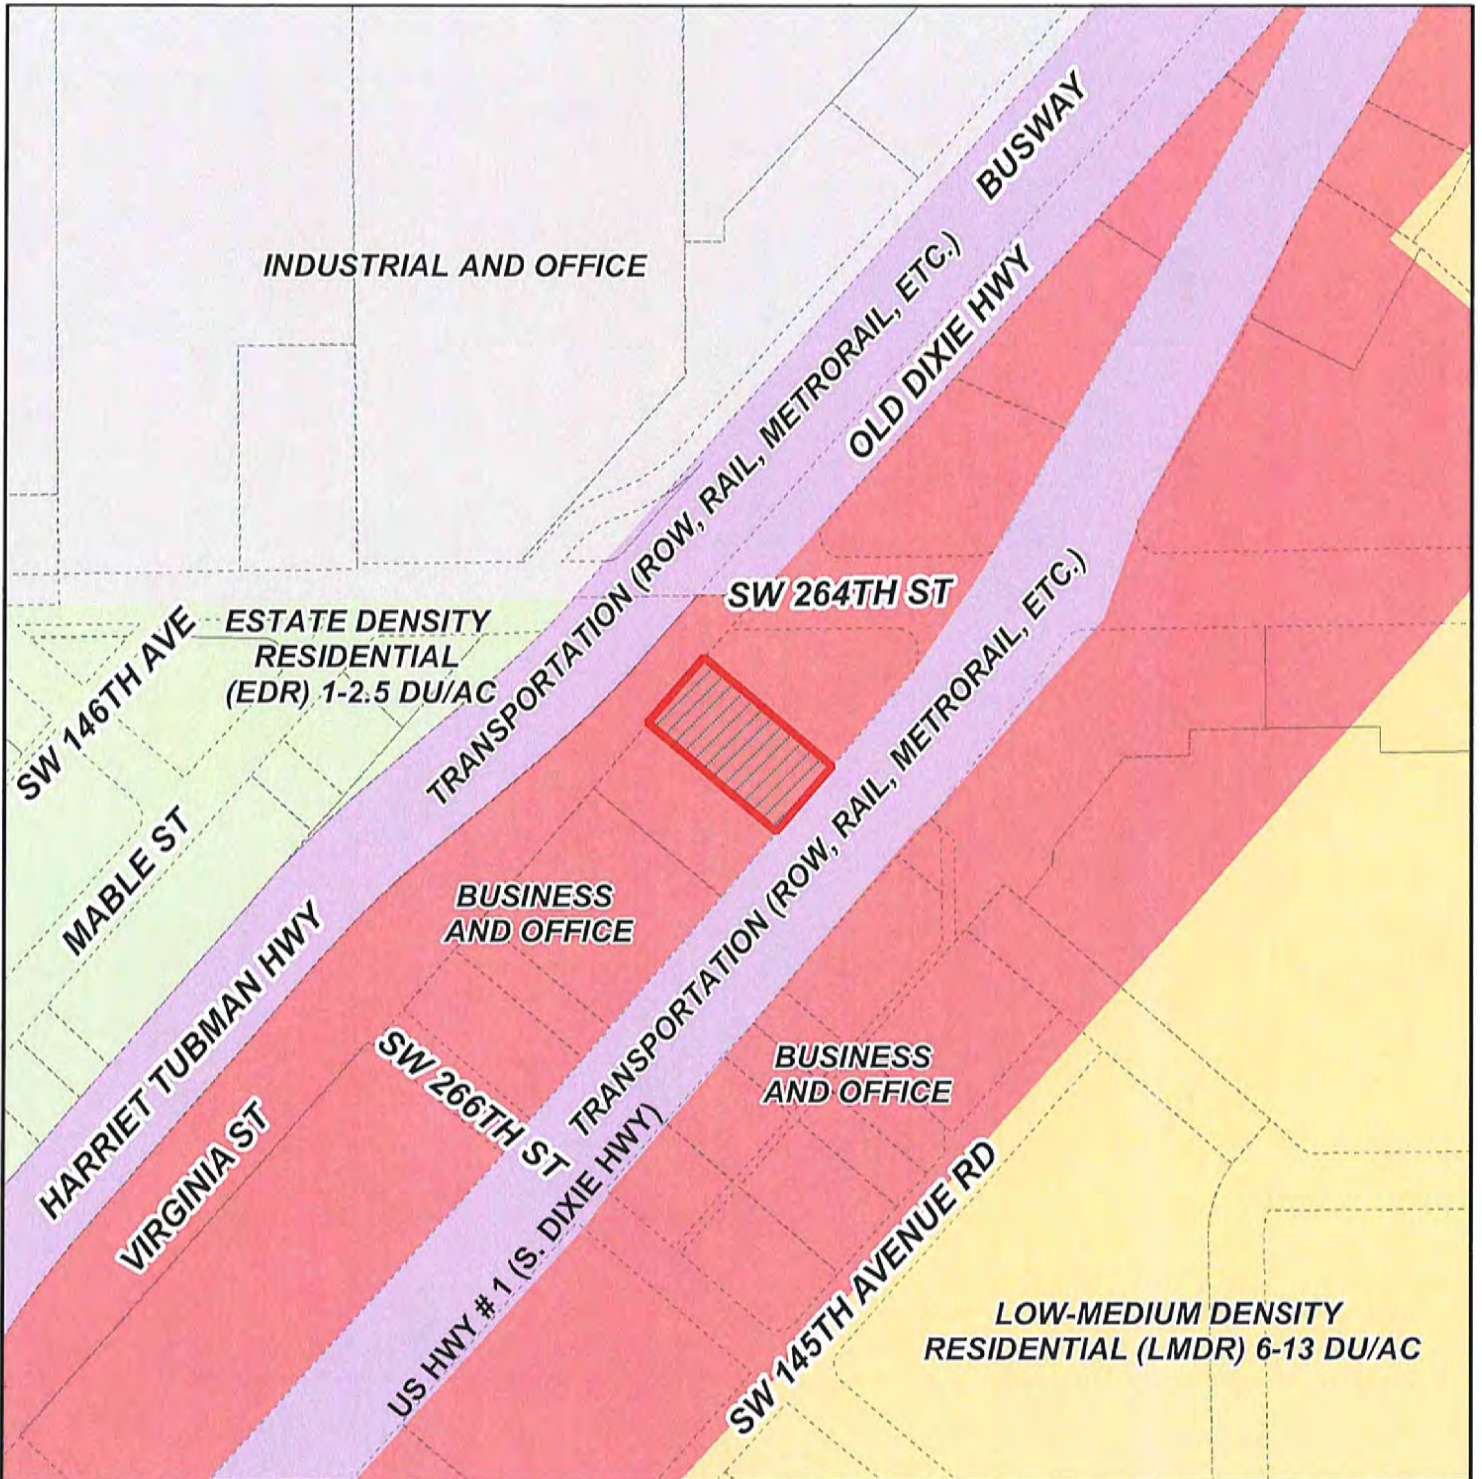 BUSWAY
INDUSTRIAL AND OFFICE
TRANSPORTATION (ROW, RAIL, METRORAIL, ETC.)
OLD DIXIE HWY
SW 264TH ST
SW 146TH AVE
ESTATE DENSITY
RESIDENTIAL
(EDR) 1-2.5 DU/AC
MABLE ST
HARRIET TUBMAN HWY
BUSINESS
AND OFFICE
TRANSPORTATION (ROW, RAIL, METRORAIL, ETC.)
VIRGINIA ST
SW 266TH ST
BUSINESS
AND OFFICE
US HWY # 1 (S. DIXIE HWY)
SW 145TH AVENUE RD
LOW-MEDIUM DENSITY
RESIDENTIAL (LMDR) 6-13 DU/AC